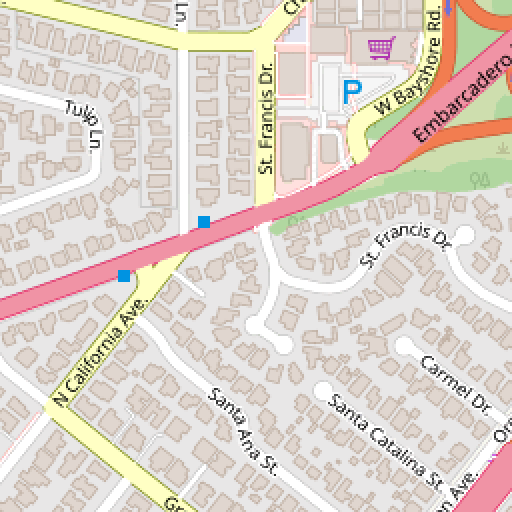 Ln
Tulip Ln.
St. Francis Dr.
P
W Bayshore Rd.
Embarcadero
St. Francis Dr.
N California Ave.
Santa Ana St.
Santa Catalina St.
Carmel Dr.